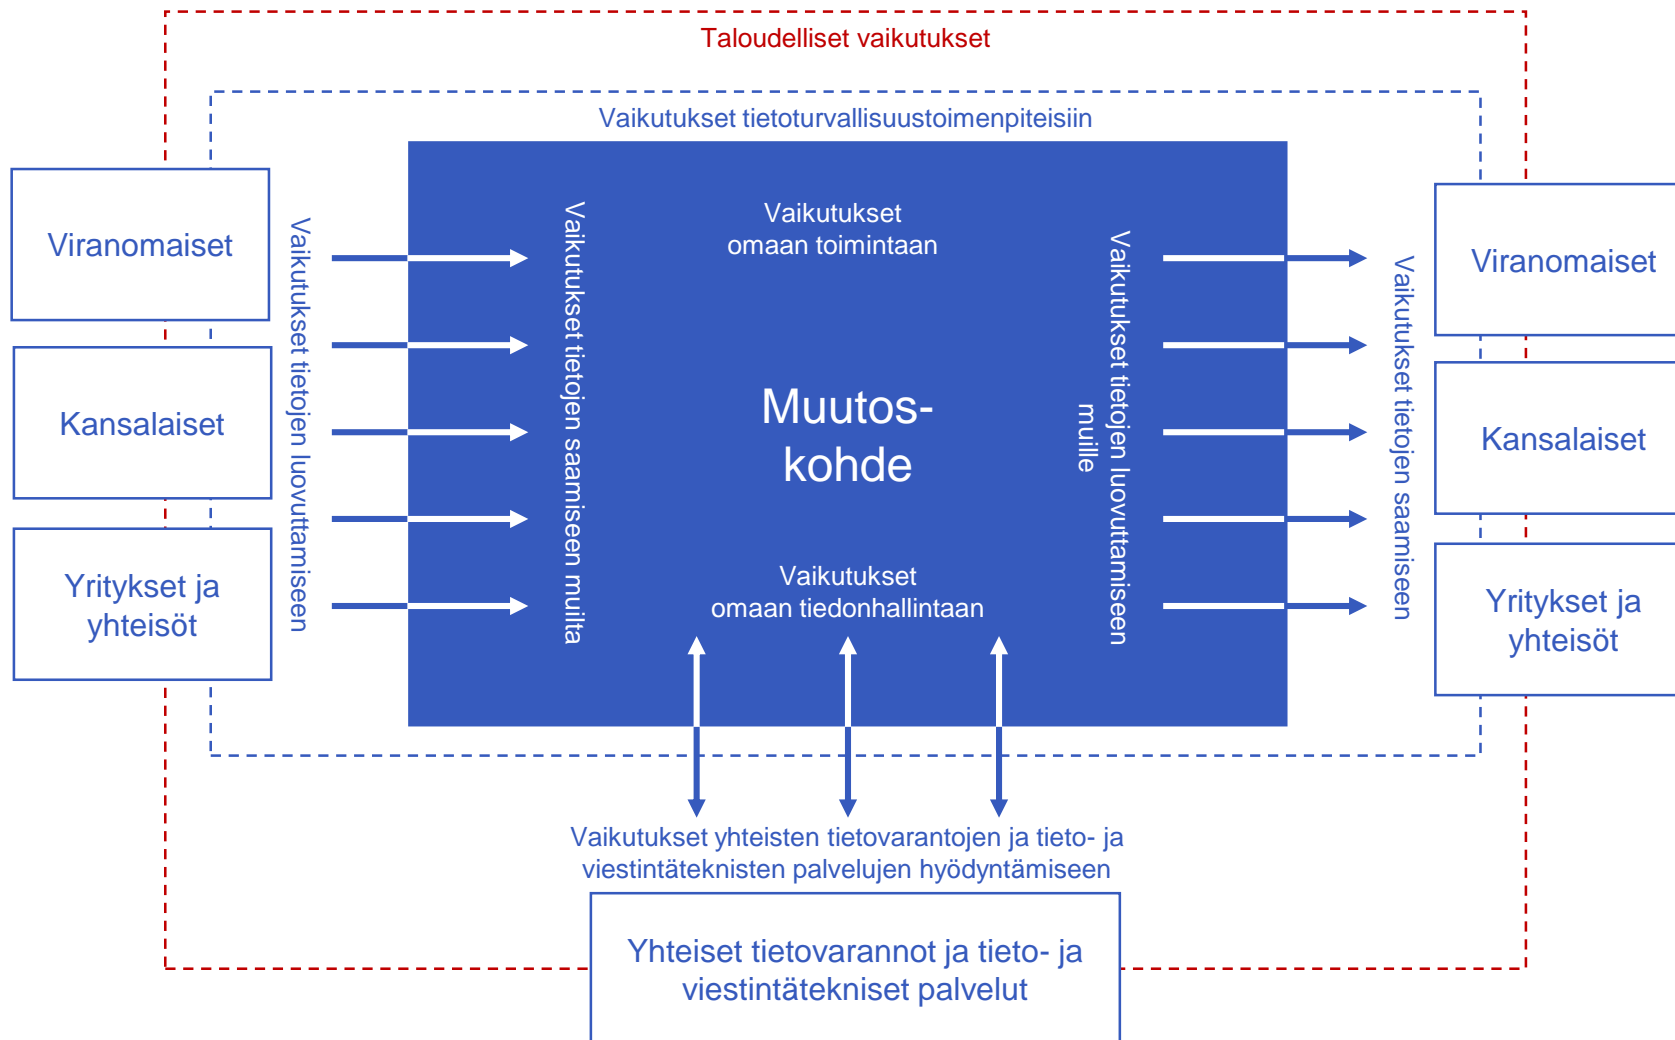 Taloudelliset vaikutukset
Vaikutukset tietoturvallisuustoimenpiteisiin
Viranomaiset
Kansalaiset
Yritykset ja
yhteisöt
Vaikutukset tietojen luovuttamiseen
Vaikutukset tietojen saamiseen muilta
Vaikutukset
omaan toimintaan
Muutos-
kohde
Vaikutukset
omaan tiedonhallintaan
Vaikutukset tietojen luovuttamiseen
muille
Vaikutukset tietojen saamiseen
Viranomaiset
Kansalaiset
Yritykset ja
yhteisöt
Vaikutukset yhteisten tietovarantojen ja tieto- ja
viestintäteknisten palvelujen hyödyntämiseen
Yhteiset tietovarannot ja tieto- ja
viestintätekniset palvelut